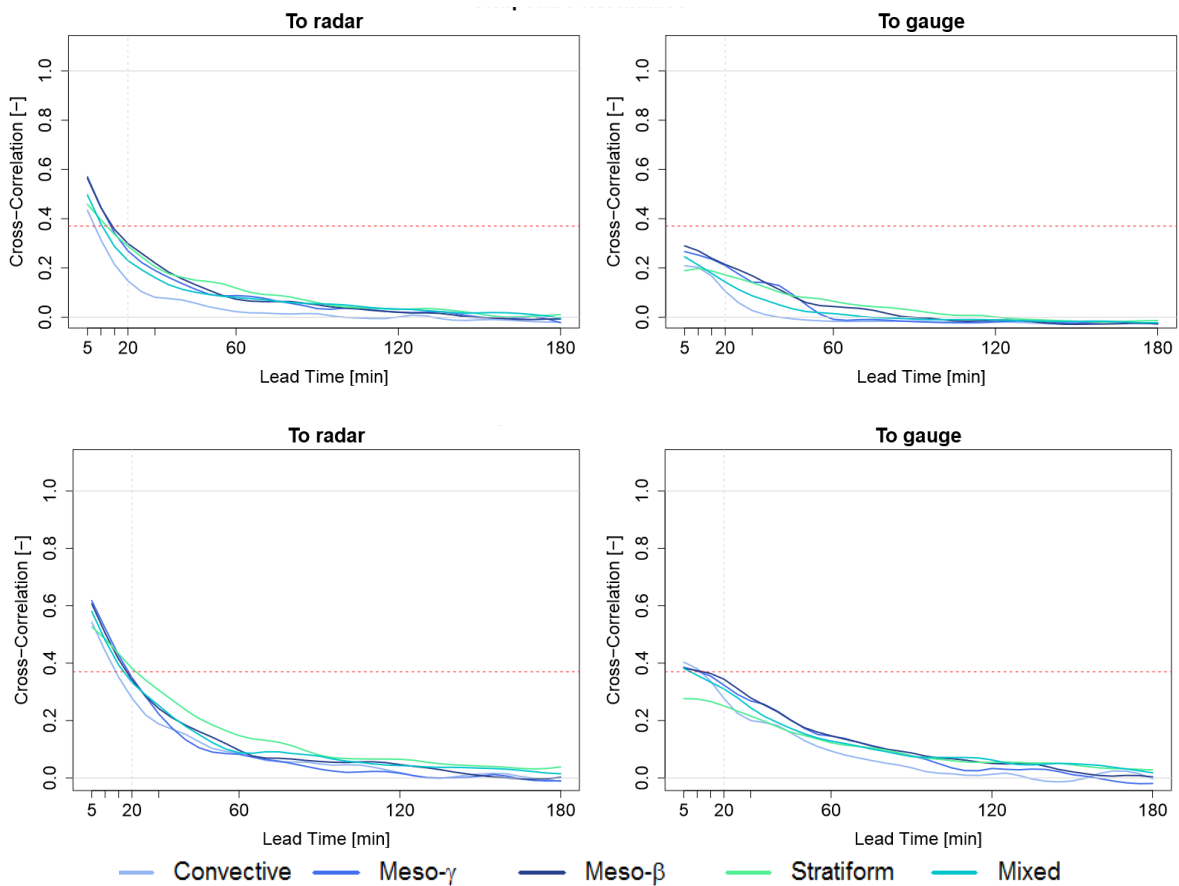 To radar
To gauge
Cross−Correlation [−]
0.0 0.2 0.4 0.6 0.8 1.0
5 20 60 120 180
Lead Time [min]
Cross−Correlation [−]
0.0 0.2 0.4 0.6 0.8 1.0
5 20 60 120 180
Lead Time [min]
To radar
To gauge
Cross−Correlation [−]
0.0 0.2 0.4 0.6 0.8 1.0
5 20 60 120 180
Lead Time [min]
Cross−Correlation [−]
0.0 0.2 0.4 0.6 0.8 1.0
5 20 60 120 180
Lead Time [min]
Convective Meso-γ Meso-β Stratiform Mixed